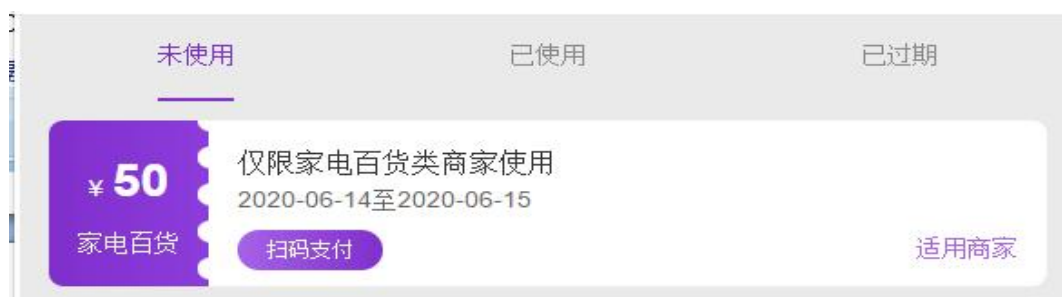 未使用 已使用 已过期
¥ 50
家电百货
仅限家电百货类商家使用
2020-06-14至2020-06-15
扫码支付
适用商家